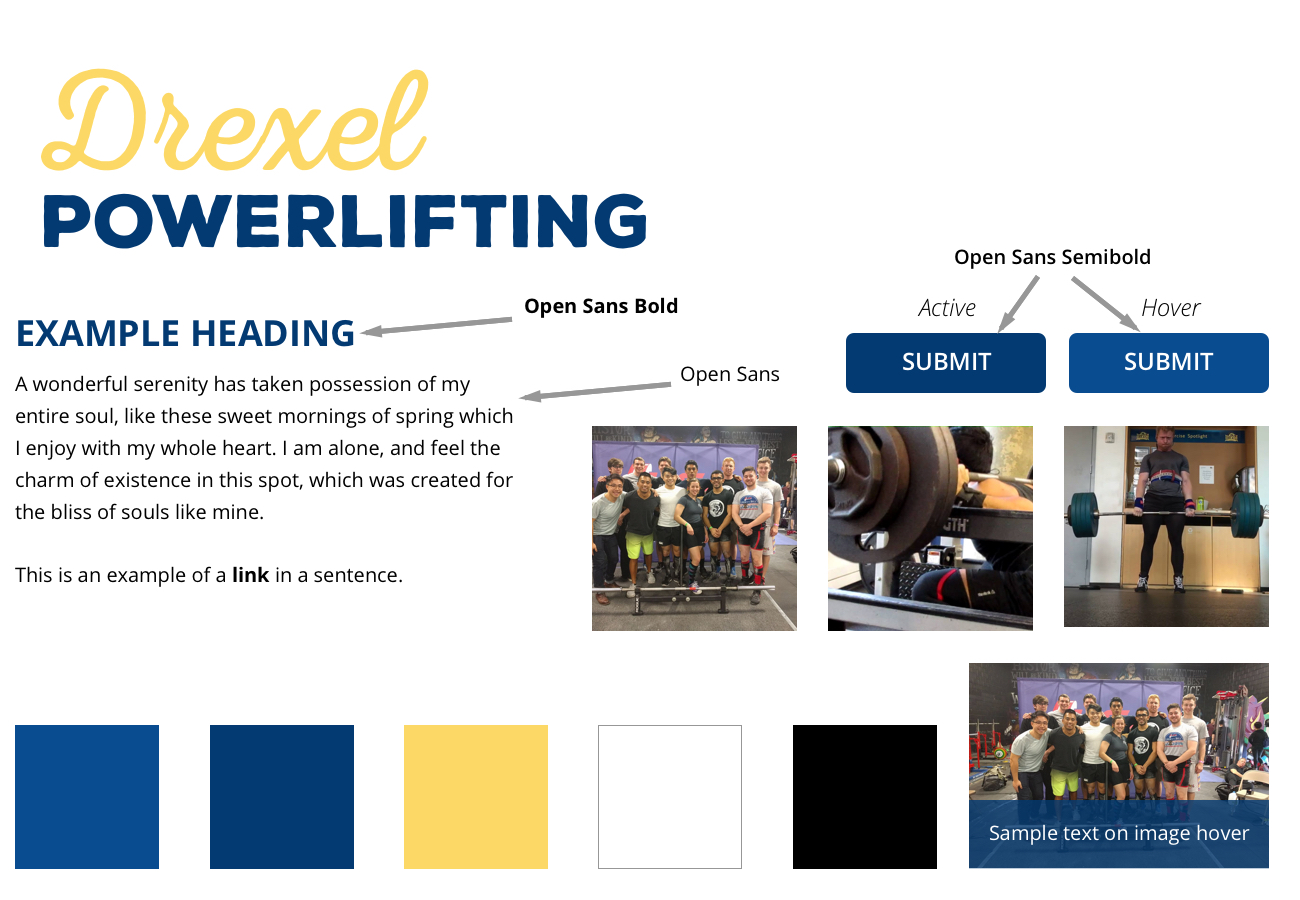 Drexel
POWERLIFTING
Open Sans Semibold
Open Sans Bold
Active
Hover
EXAMPLE HEADING
SUBMIT
SUBMIT
Open Sans
A wonderful serenity has taken possession of my
entire soul, like these sweet mornings of spring which
I enjoy with my whole heart. I am alone, and feel the
charm of existence in this spot, which was created for
the bliss of souls like mine.
This is an example of a link in a sentence.
Sample text on image hover